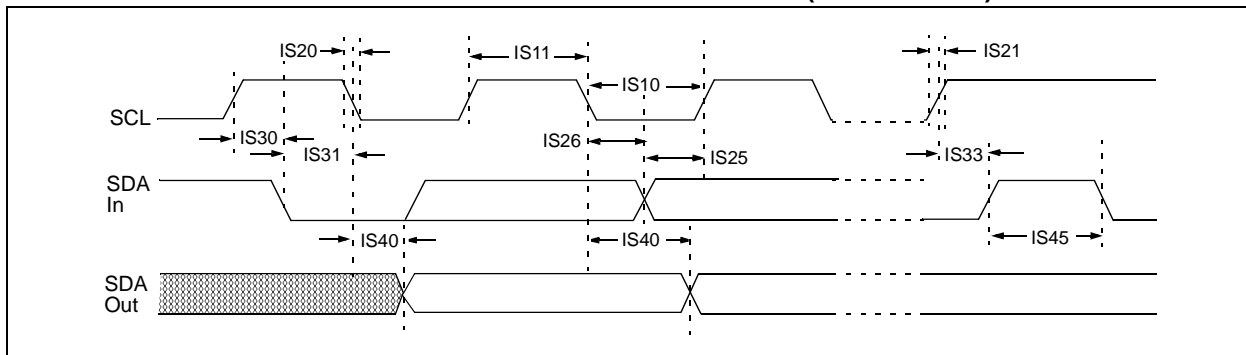 IS20
IS11
IS21
IS10
SCL
IS30
IS31
IS26
IS25
IS33
SDA
In
IS40
IS40
IS45
SDA
Out